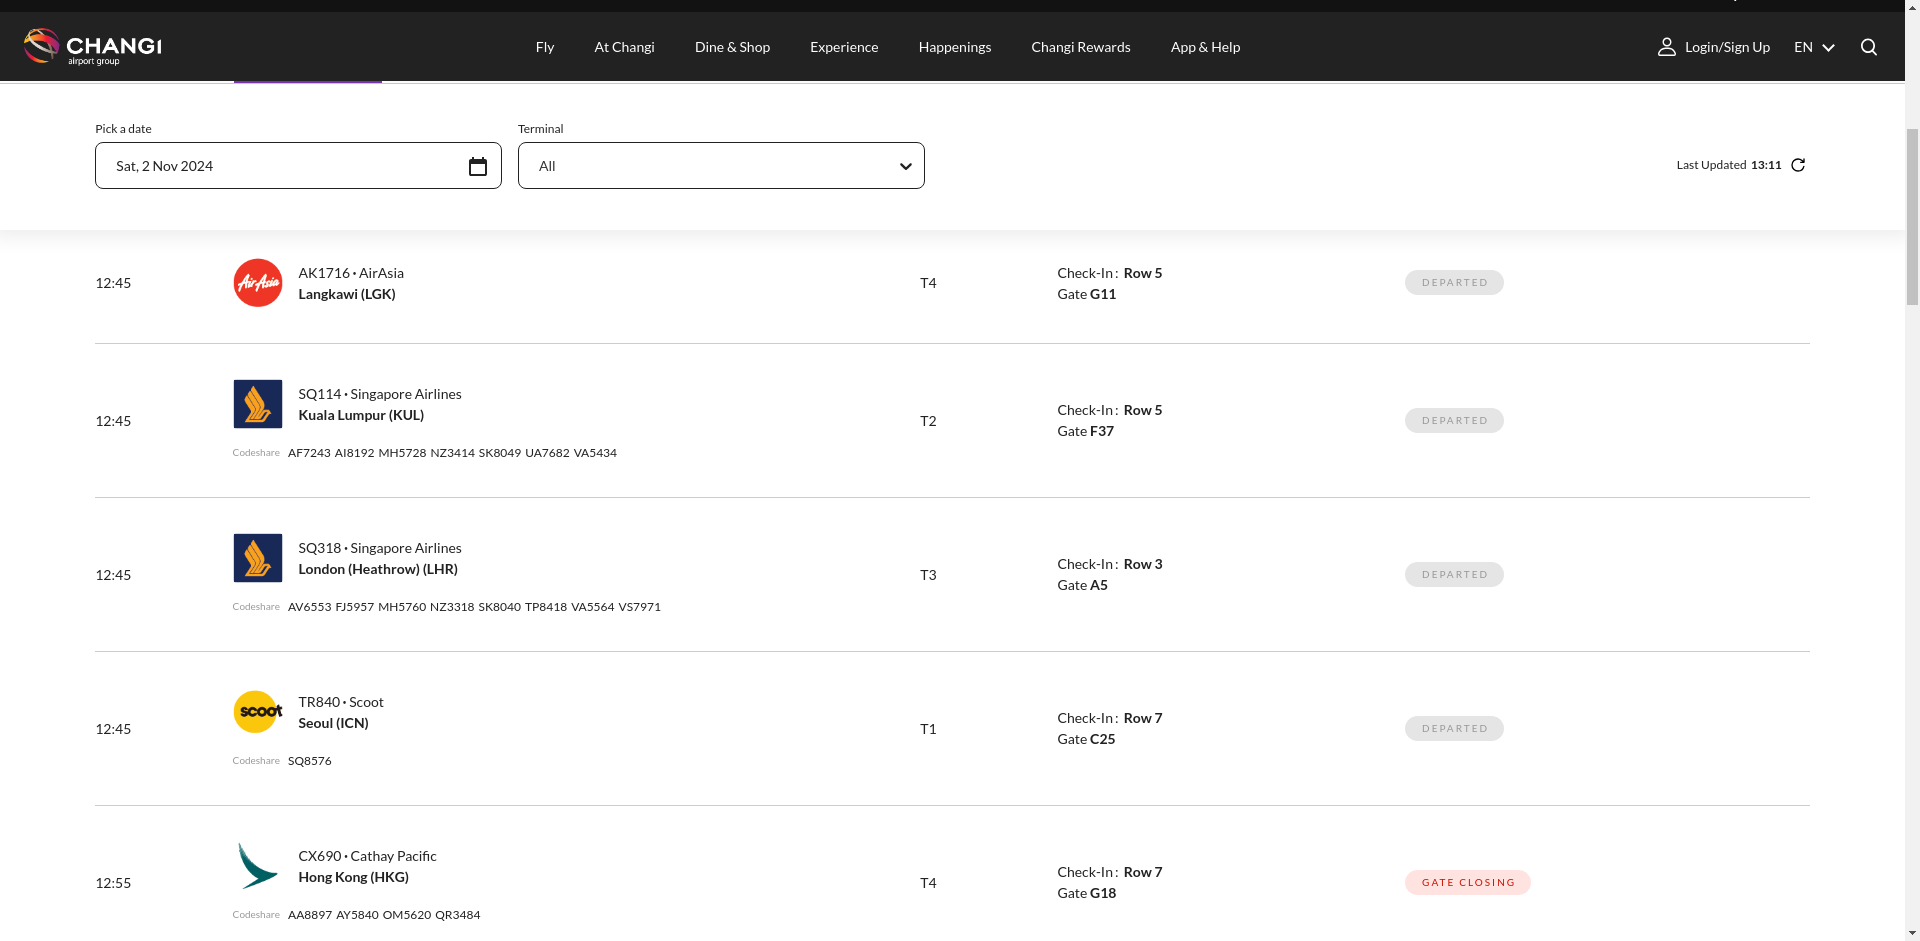 CHANGI
airport group
Fly
At Changi
Dine & Shop
Experience
Happenings
Changi Rewards
App & Help
Login/Sign Up
EN
Pick a date
Sat, 2 Nov 2024
Terminal
All
Last Updated 13:11
12:45
AirAsia
AK1716 • AirAsia
Langkawi (LGK)
T4
Check-In : Row 5
Gate G11
DEPARTED
12:45
SQ114 • Singapore Airlines
Kuala Lumpur (KUL)
Codeshare AF7243 AI8192 MH5728 NZ3414 SK8049 UA7682 VA5434
T2
Check-In : Row 5
Gate F37
DEPARTED
12:45
SQ318 • Singapore Airlines
London (Heathrow) (LHR)
Codeshare AV6553 FJ5957 MH5760 NZ3318 SK8040 TP8418 VA5564 VS7971
T3
Check-In : Row 3
Gate A5
DEPARTED
12:45
scoot
TR840 • Scoot
Seoul (ICN)
Codeshare SQ8576
T1
Check-In : Row 7
Gate C25
DEPARTED
12:55
CX690 • Cathay Pacific
Hong Kong (HKG)
Codeshare AA8897 AY5840 OM5620 QR3484
T4
Check-In : Row 7
Gate G18
GATE CLOSING